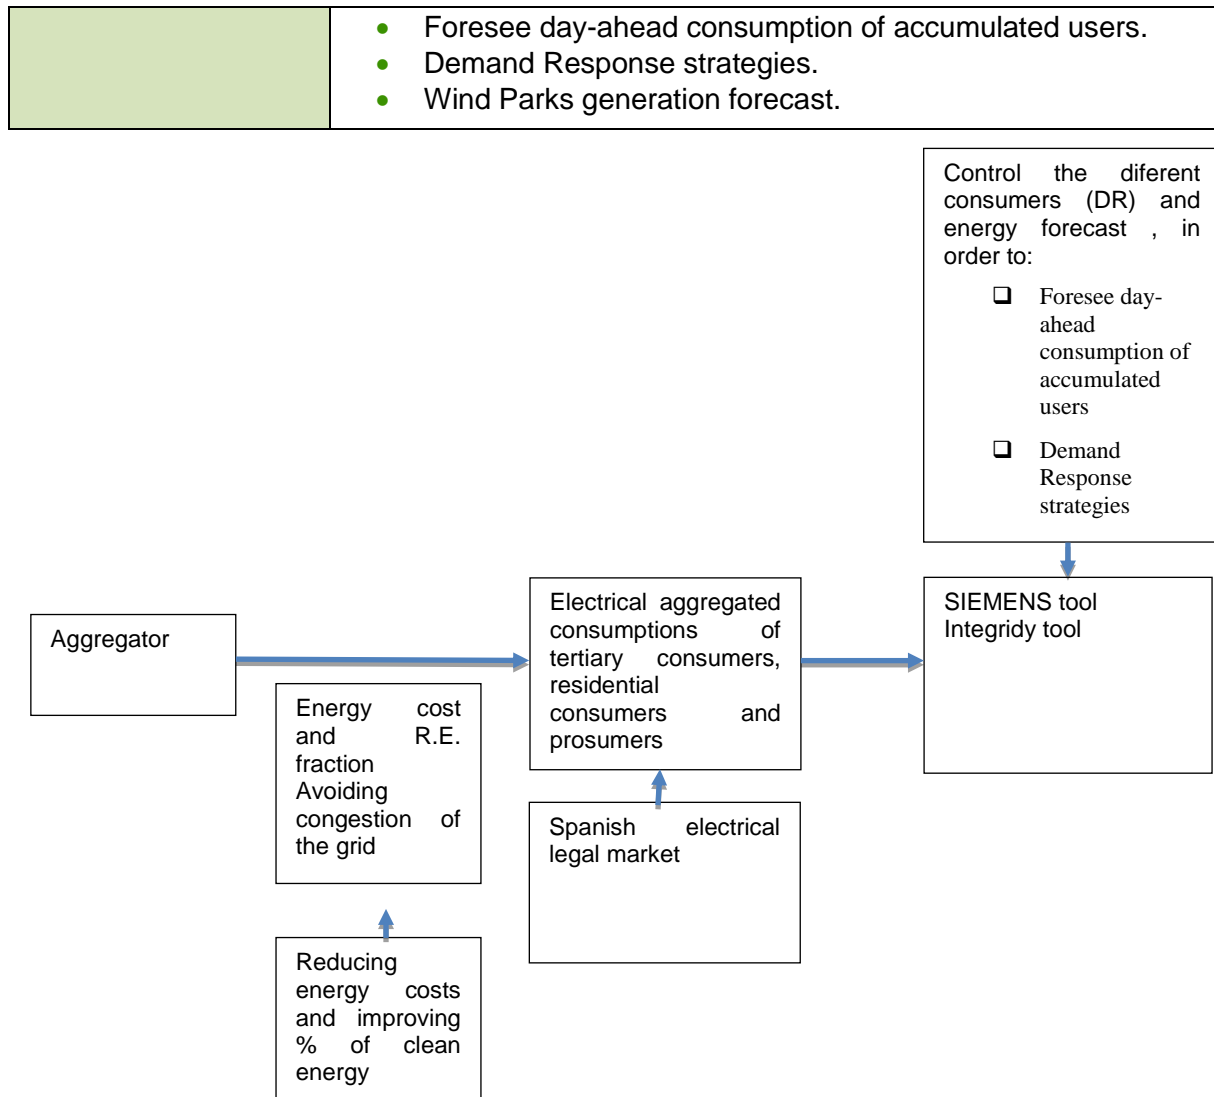 Foresee day-ahead consumption of accumulated users.
Demand Response strategies.
Wind Parks generation forecast.
Control the diferent
consumers (DR) and
energy forecast , in
order to:
Foresee day-
ahead
consumption of
accumulated
users
Demand
Response
strategies
Aggregator
Electrical aggregated
consumptions of
tertiary consumers,
residential
consumers and
prosumers
SIEMENS tool
Integridy tool
Energy cost
and R.E.
fraction
Avoiding
congestion of
the grid
Spanish electrical
legal market
Reducing
energy costs
and improving
% of clean
energy